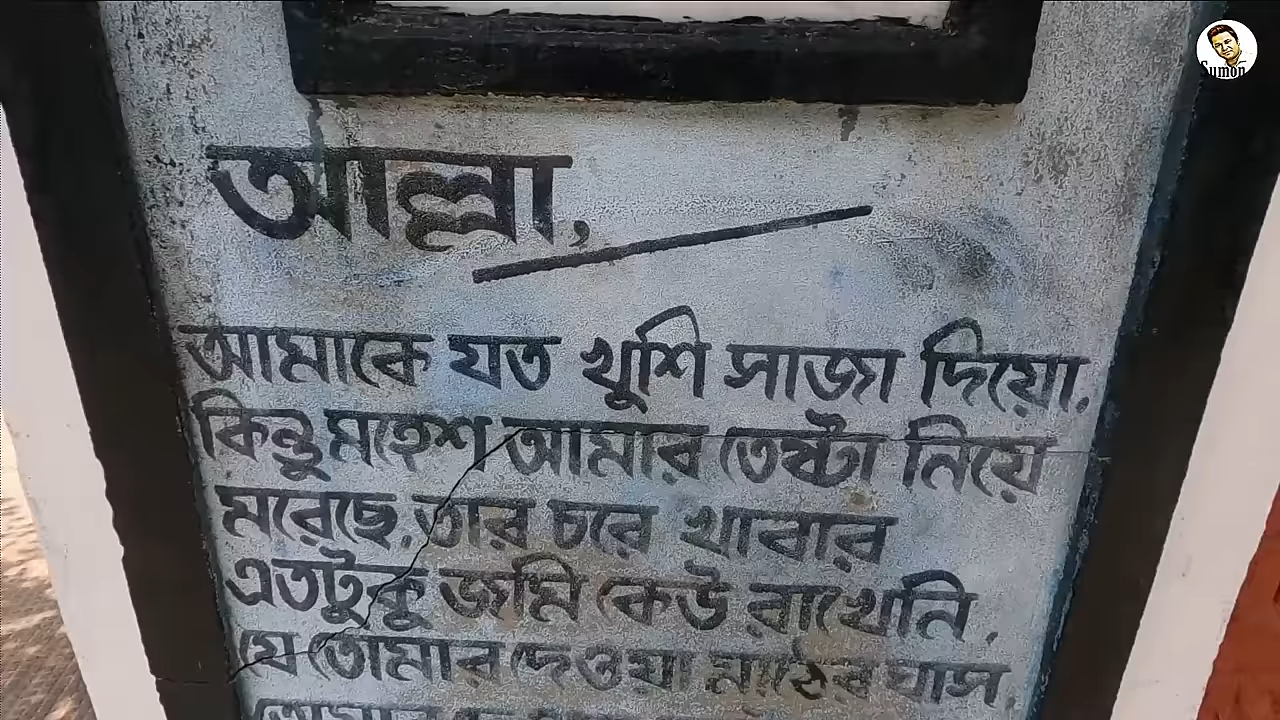 Sumon
আল্লা,
আমাকে যত খুশি সাজা দিয়ো.
কিন্তু মহেশ আমার তেষ্টা নিয়ে
মরেছে.তার চরে খাবার
এতটুকু জমি কেউ রাখেনি,
যে তোমার দেওয়া মাঠের ঘাস,
তোমার